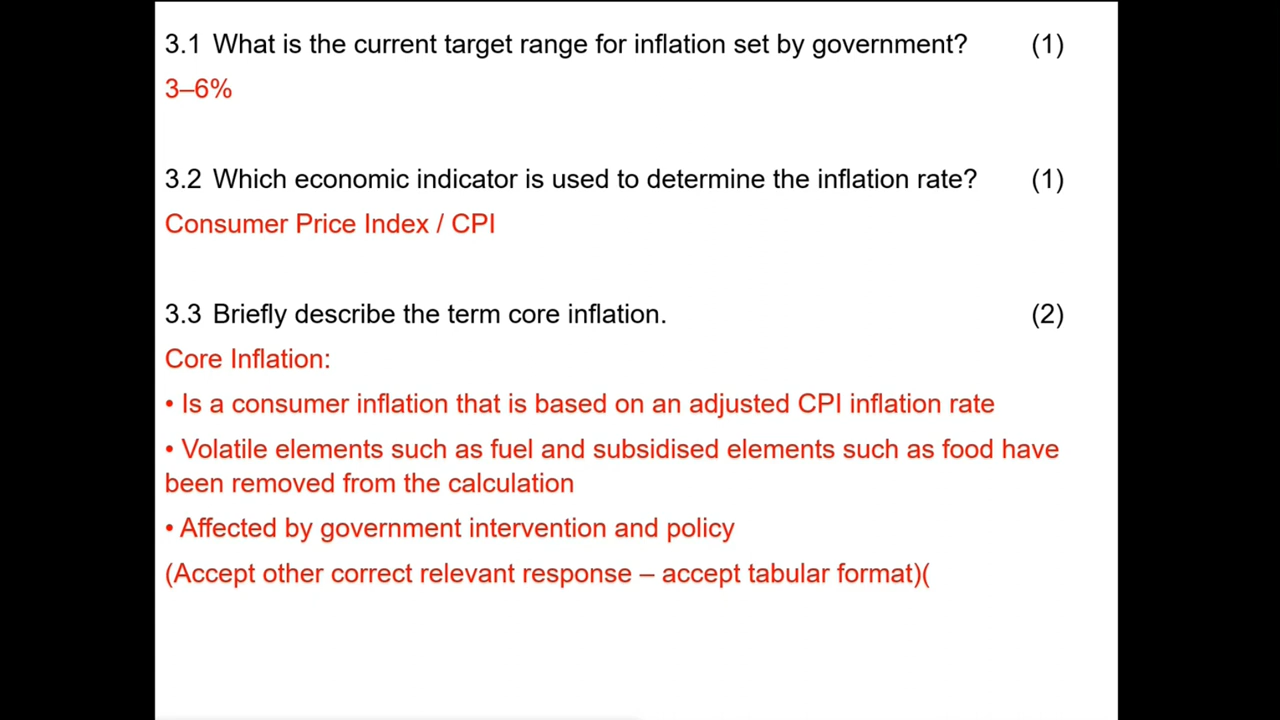 3.1 What is the current target range for inflation set by government? (1)
3–6%
3.2 Which economic indicator is used to determine the inflation rate? (1)
Consumer Price Index / CPI
3.3 Briefly describe the term core inflation. (2)
Core Inflation:
• Is a consumer inflation that is based on an adjusted CPI inflation rate
• Volatile elements such as fuel and subsidised elements such as food have
been removed from the calculation
• Affected by government intervention and policy
(Accept other correct relevant response – accept tabular format)(